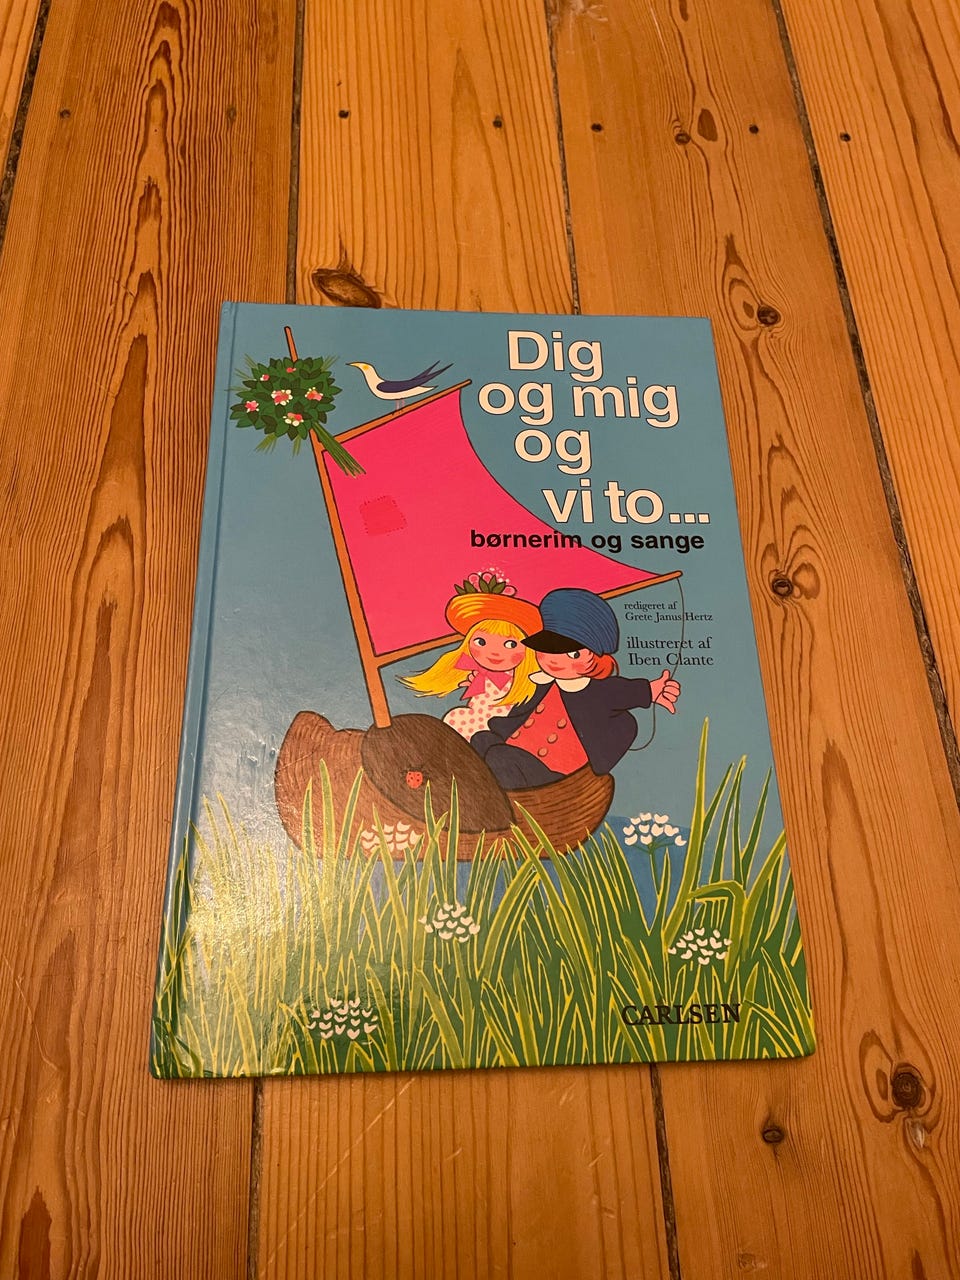 Dig
og mig
og
vi to...
børnerim og sange
redigeret af
Grete Janus Hertz
illustreret af
Iben Clante
CARLSEN